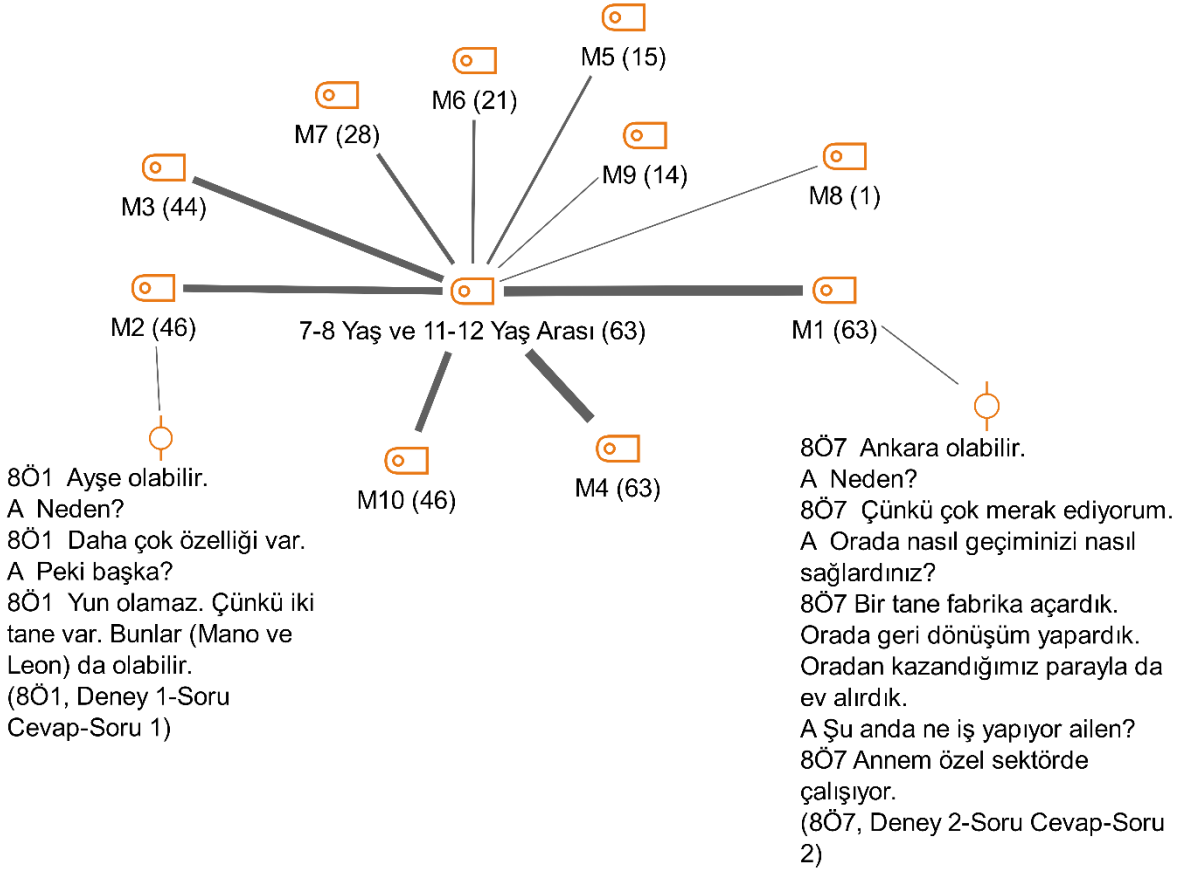 M5 (15)
M6 (21)
M7 (28)
M9 (14)
M8 (1)
M3 (44)
M2 (46)
7-8 Yaş ve 11-12 Yaş Arası (63)
M1 (63)
M10 (46)
M4 (63)
8Ö1  Ayşe olabilir.
A  Neden?
8Ö1  Daha çok özelliği var.
A  Peki başka?
8Ö1  Yun olamaz. Çünkü iki
tane var. Bunlar (Mano ve
Leon) da olabilir.
(8Ö1, Deney 1-Soru
Cevap-Soru 1)
8Ö7  Ankara olabilir.
A  Neden?
8Ö7  Çünkü çok merak ediyorum.
A  Orada nasıl geçiminizi nasıl
sağlardınız?
8Ö7 Bir tane fabrika açardık.
Orada geri dönüşüm yapardık.
Oradan kazandığımız parayla da
ev alırdık.
A Şu anda ne iş yapıyor ailen?
8Ö7 Annem özel sektörde
çalışıyor.
(8Ö7, Deney 2-Soru Cevap-Soru
2)